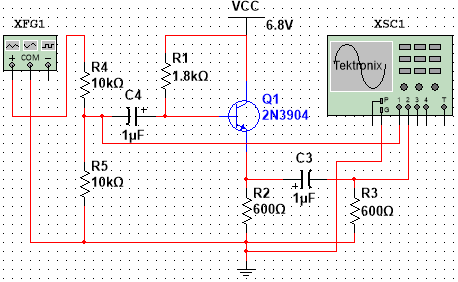 VCC
XFG1
6.8V
XSC1
COM
R4
10kΩ
R1
1.8kΩ
Tektronix
C4
1µF
Q1
2N3904
P
G
1 2 3 4 T
R5
10kΩ
C3
1µF
R2
600Ω
R3
600Ω